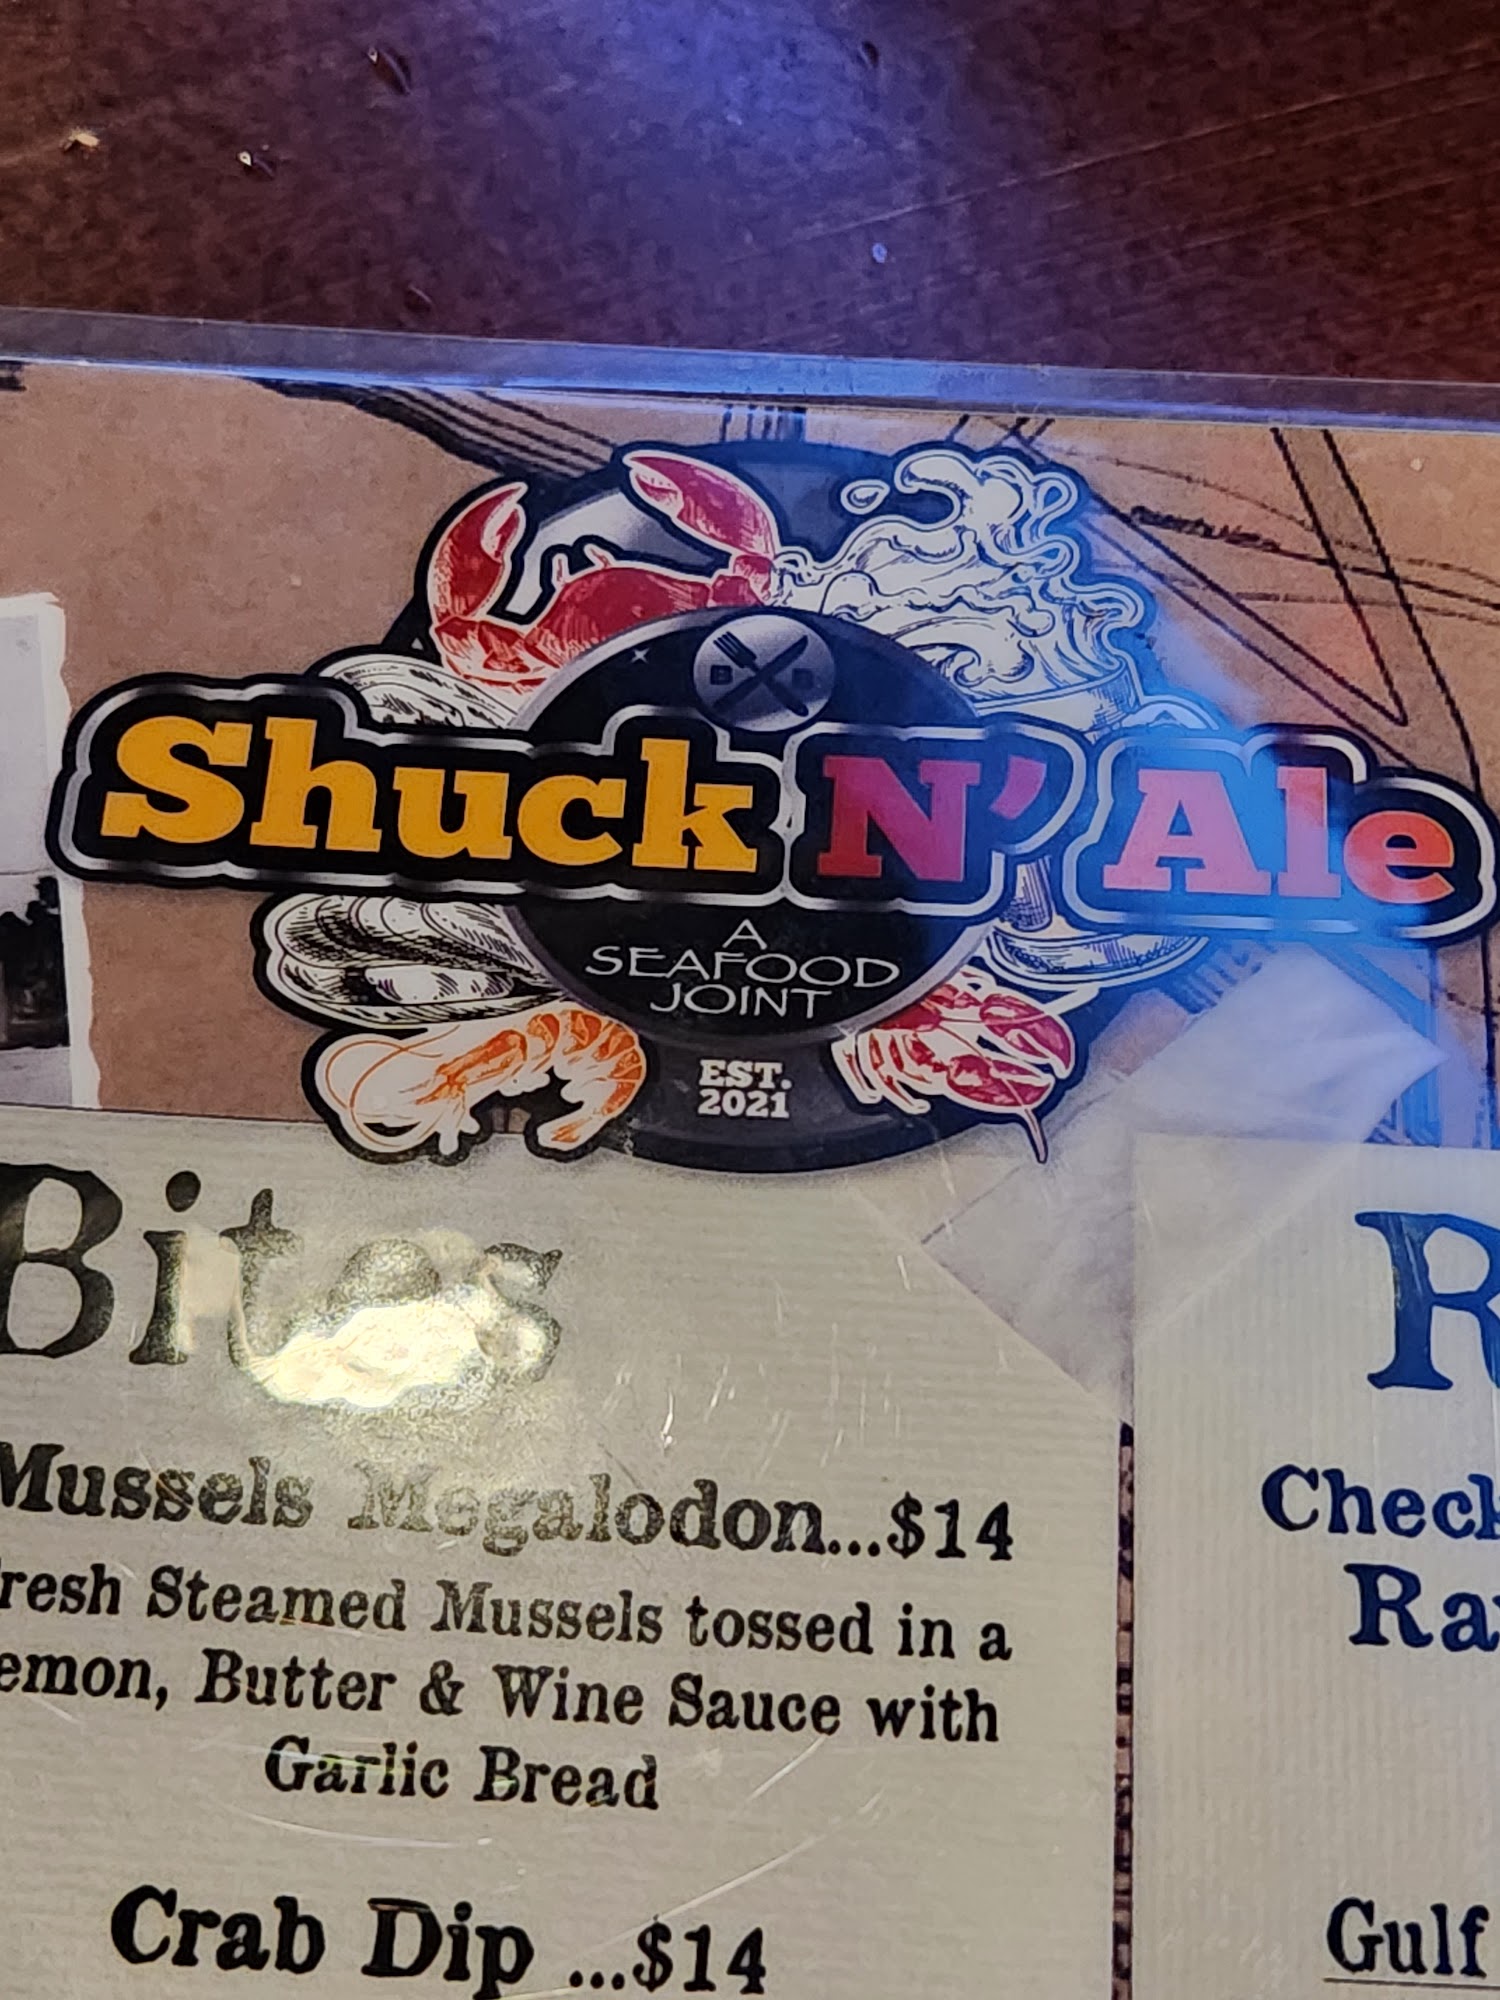 Shuck N' Ale
A
SEAFOOD
JOINT
EST.
2021
Bites
Mussels Megalodon...$14
resh Steamed Mussels tossed in a
emon, Butter & Wine Sauce with
Garlic Bread
Crab Dip ...$14
R
Check
Ra
Gulf